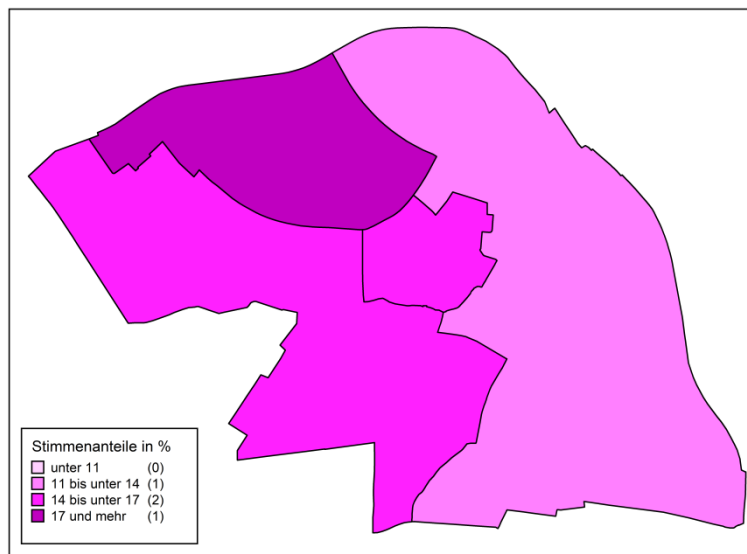 Stimmenanteile in %
unter 11 (0)
11 bis unter 14 (1)
14 bis unter 17 (2)
17 und mehr (1)